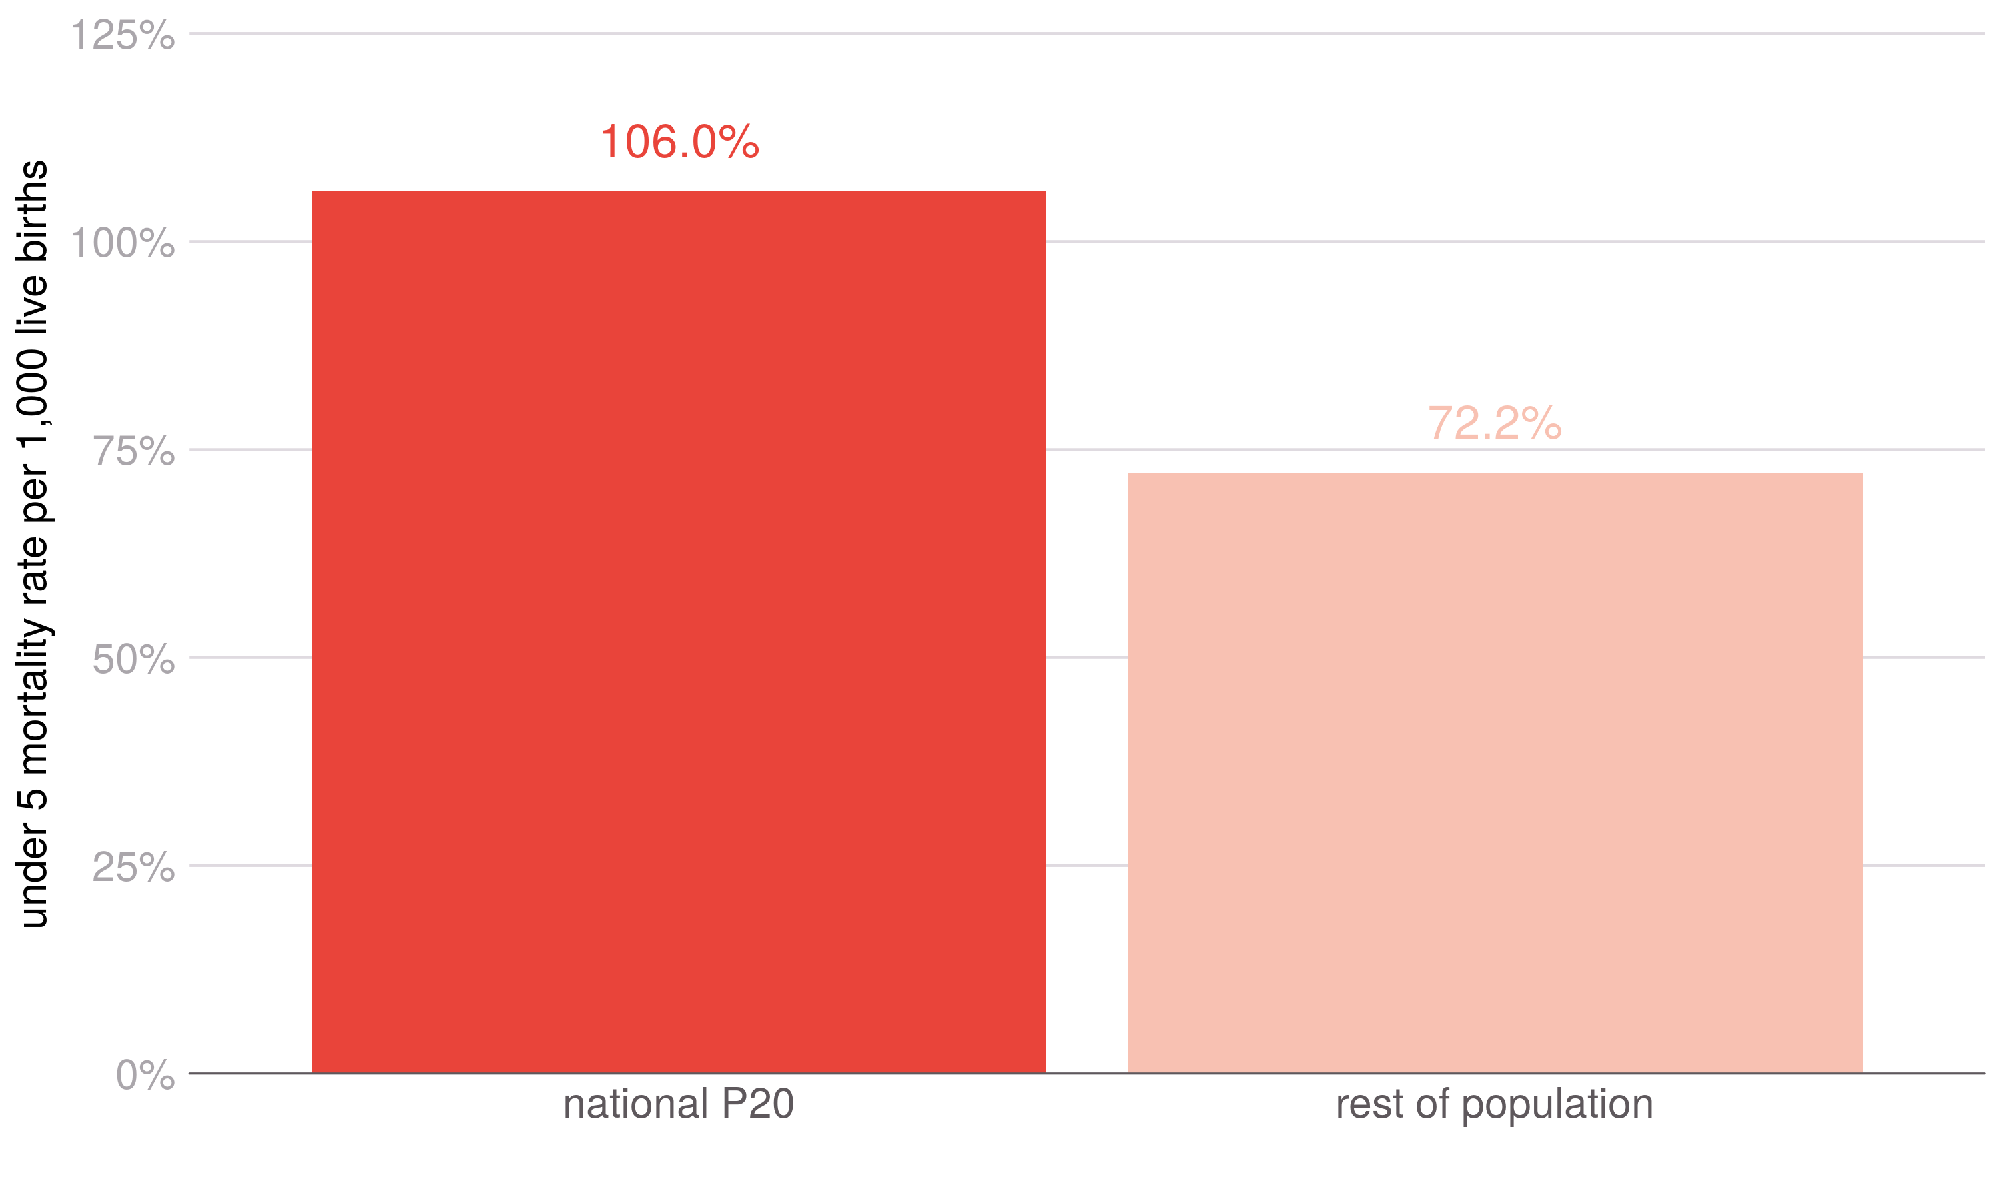 under 5 mortality rate per 1,000 live births
125%
100%
75%
50%
25%
0%
106.0%
72.2%
national P20
rest of population